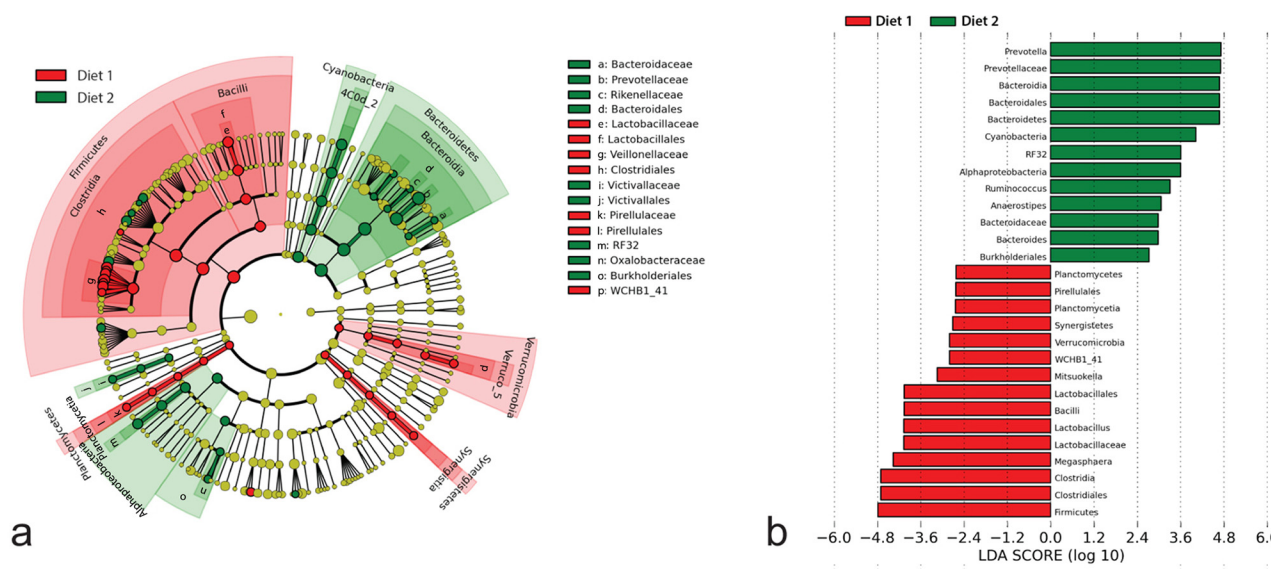 Diet 1
Diet 2
Firmicutes
Clostridia
Bacilli
Cyanobacteria
4C0d_2
Bacteroidetes
Bacteroidia
Verrucomicrobia
Verruco_5
Synergistetes
Synergistia
Alphaproteobacteria
Planctomycetia
Planctomycetes
a
b
c
d
e
f
g
h
i
j
k
l
m
n
o
p
a: Bacteroidaceae
b: Prevotellaceae
c: Rikenellaceae
d: Bacteroidales
e: Lactobacillaceae
f: Lactobacillales
g: Veillonellaceae
h: Clostridiales
i: Victivallaceae
j: Victivallales
k: Pirellulaceae
l: Pirellulales
m: RF32
n: Oxalobacteraceae
o: Burkholderiales
p: WCHB1_41
a
Diet 1 Diet 2
Prevotella
Prevotellaceae
Bacteroidia
Bacteroidales
Bacteroidetes
Cyanobacteria
RF32
Alphaproteobacteria
Ruminococcus
Anaerostipes
Bacteroidaceae
Bacteroides
Burkholderiales
Planctomycetes
Pirellulales
Planctomycetia
Synergistetes
Verrucomicrobia
WCHB1_41
Mitsuokella
Lactobacillales
Bacilli
Lactobacillus
Lactobacillaceae
Megasphaera
Clostridia
Clostridiales
Firmicutes
−6.0 −4.8 −3.6 −2.4 −1.2 0.0 1.2 2.4 3.6 4.8 6.0
LDA SCORE (log 10)
b